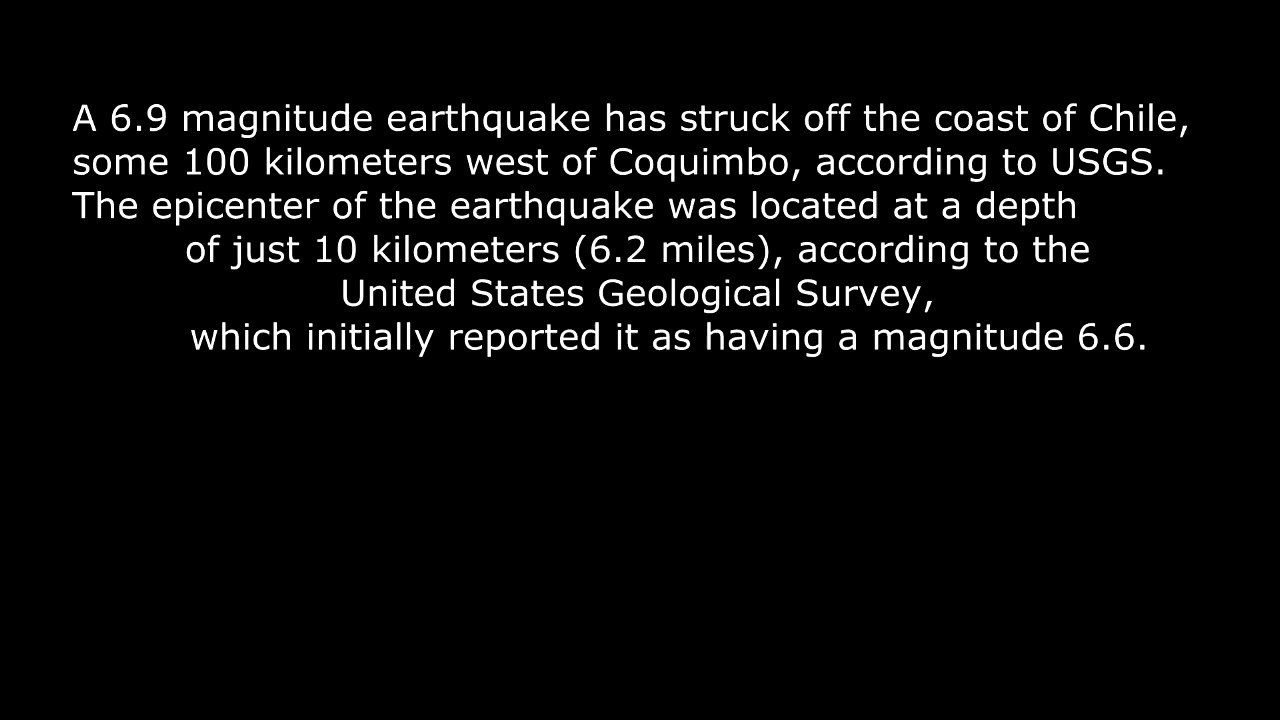 A 6.9 magnitude earthquake has struck off the coast of Chile,
some 100 kilometers west of Coquimbo, according to USGS.
The epicenter of the earthquake was located at a depth
of just 10 kilometers (6.2 miles), according to the
United States Geological Survey,
which initially reported it as having a magnitude 6.6.